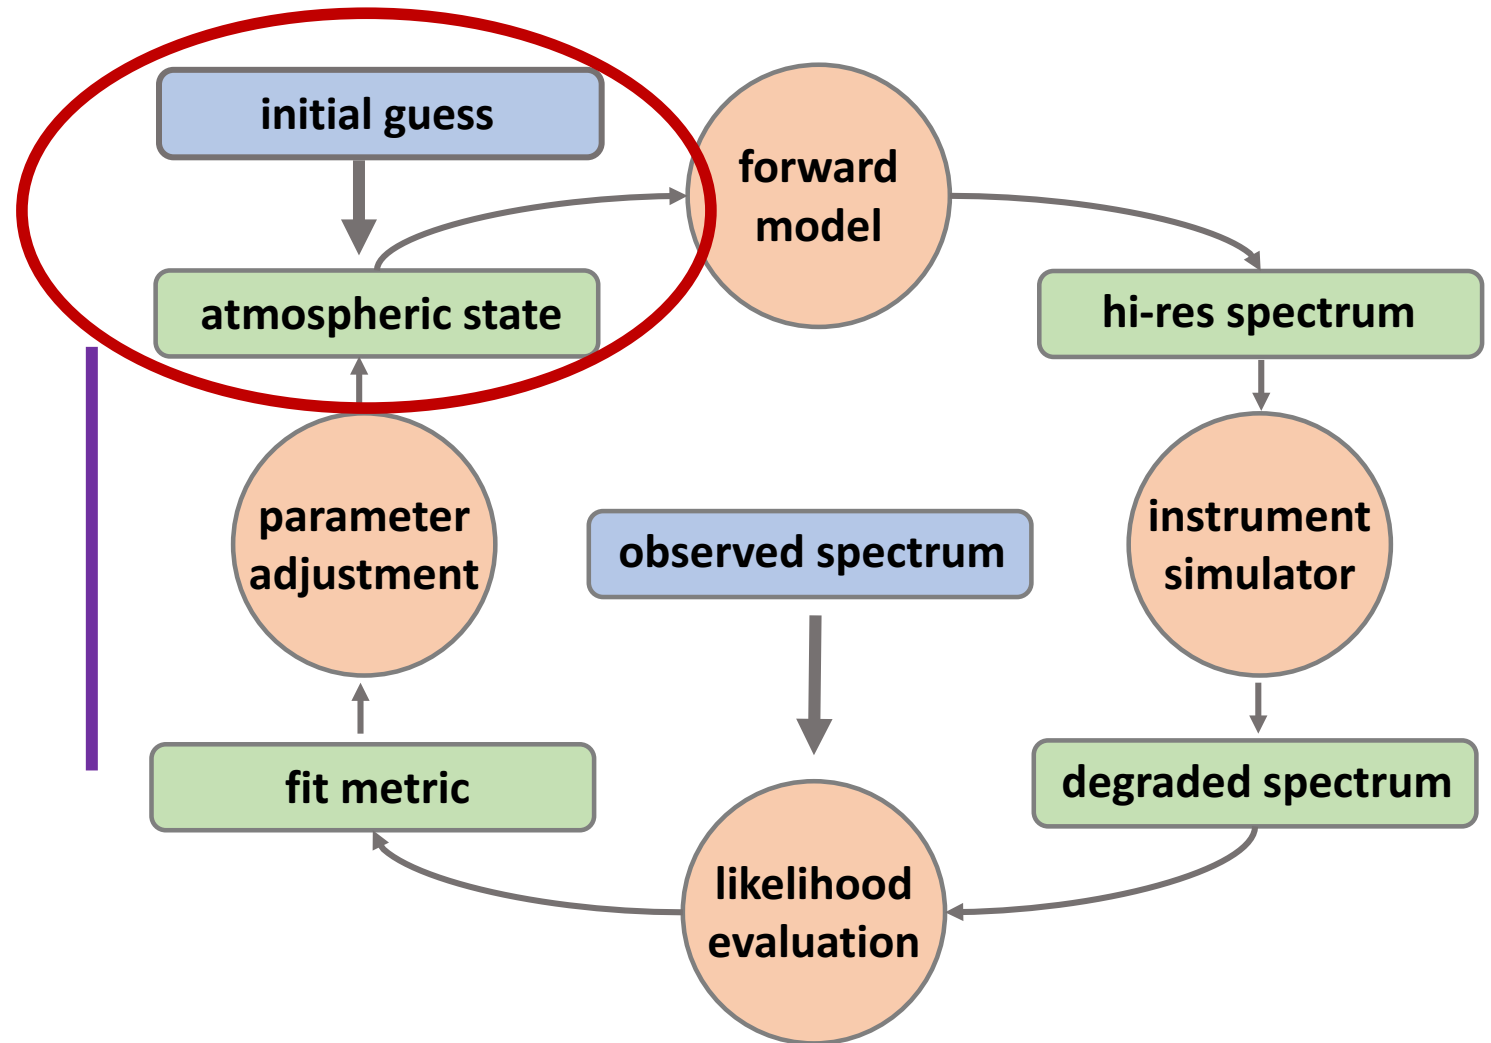 initial guess
forward
model
atmospheric state
hi-res spectrum
parameter
adjustment
observed spectrum
instrument
simulator
fit metric
degraded spectrum
likelihood
evaluation